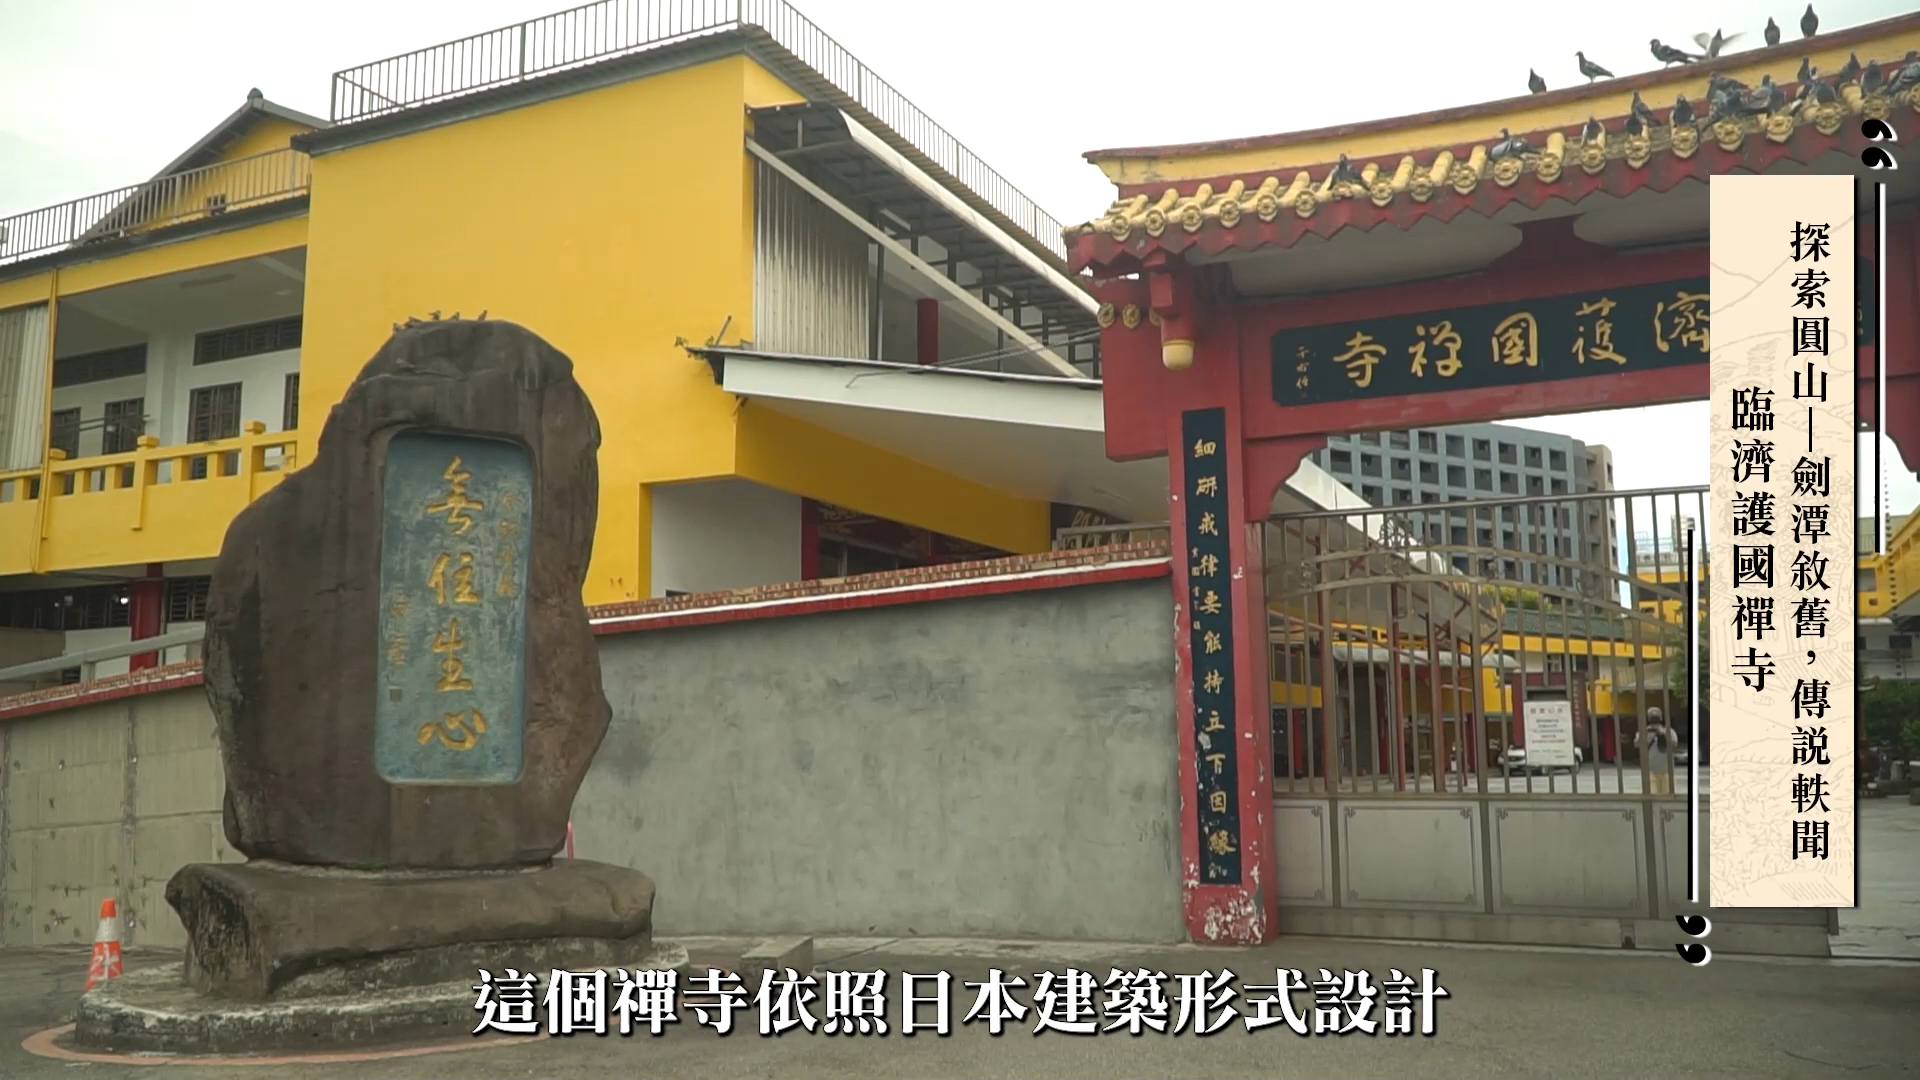 探索圓山—劍潭敘舊，傳説軼聞
臨濟護國禪寺
濟護國禪寺
細研戒律要能持立下因緣
無住生心
這個禪寺依照日本建築形式設計